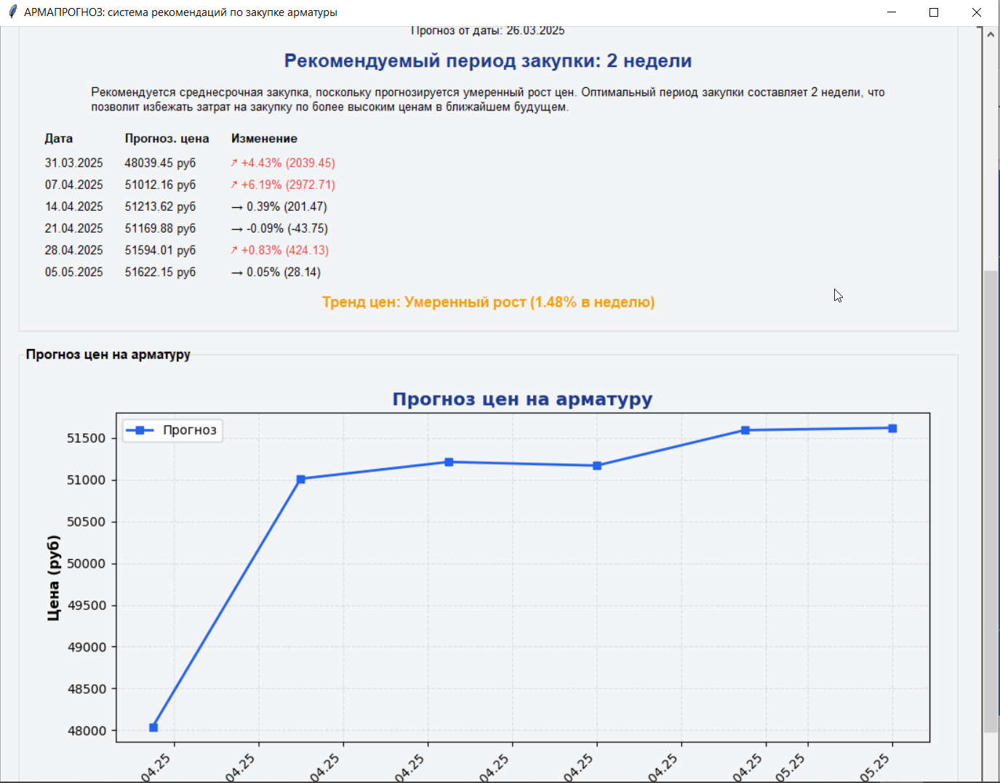 АРМАПРОГНОЗ: система рекомендаций по закупке арматуры
Прогноз от даты: 26.03.2025
Рекомендуемый период закупки: 2 недели
Рекомендуется среднесрочная закупка, поскольку прогнозируется умеренный рост цен. Оптимальный период закупки составляет 2 недели, что
позволит избежать затрат на закупку по более высоким ценам в ближайшем будущем.
Дата Прогноз. цена Изменение
31.03.2025 48039.45 руб ↗ +4.43% (2039.45)
07.04.2025 51012.16 руб ↗ +6.19% (2972.71)
14.04.2025 51213.62 руб → 0.39% (201.47)
21.04.2025 51169.88 руб → -0.09% (-43.75)
28.04.2025 51594.01 руб ↗ +0.83% (424.13)
05.05.2025 51622.15 руб → 0.05% (28.14)
Тренд цен: Умеренный рост (1.48% в неделю)
Прогноз цен на арматуру
Прогноз цен на арматуру
Прогноз
Цена (руб)
51500
51000
50500
50000
49500
49000
48500
48000
04.25 04.25 04.25 04.25 04.25 04.25 04.25 04.25 05.25 05.25